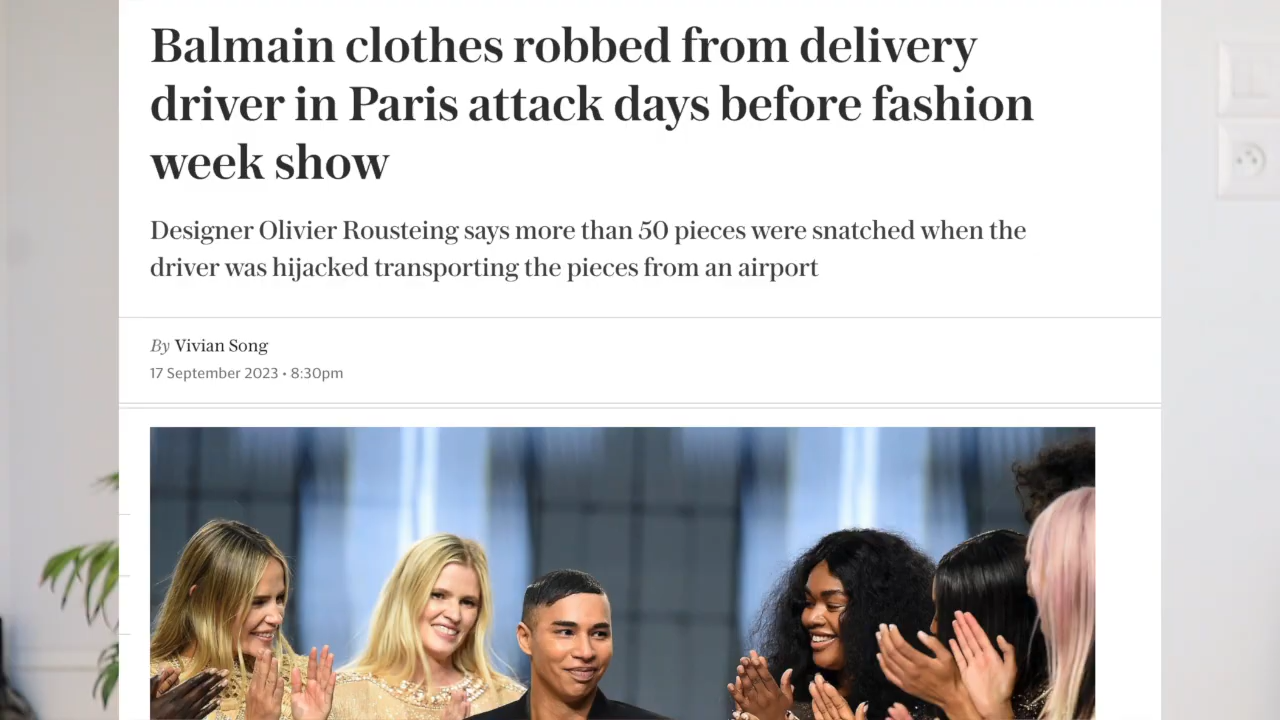 Balmain clothes robbed from delivery
driver in Paris attack days before fashion
week show
Designer Olivier Rousteing says more than 50 pieces were snatched when the
driver was hijacked transporting the pieces from an airport
By Vivian Song
17 September 2023 • 8:30pm